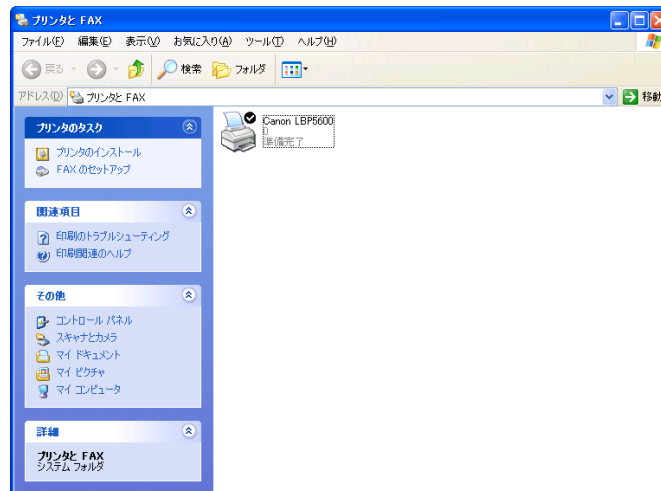 プリンタと FAX
ファイル(F) 編集(E) 表示(V) お気に入り(A) ツール(T) ヘルプ(H)
戻る 検索 フォルダ
アドレス(D) プリンタと FAX 移動
プリンタのタスク
プリンタのインストール
FAX のセットアップ
関連項目
印刷のトラブルシューティング
印刷関連のヘルプ
その他
コントロール パネル
スキャナとカメラ
マイ ドキュメント
マイ ピクチャ
マイ コンピュータ
詳細
プリンタと FAX
システム フォルダ
Canon LBP5600
0
準備完了